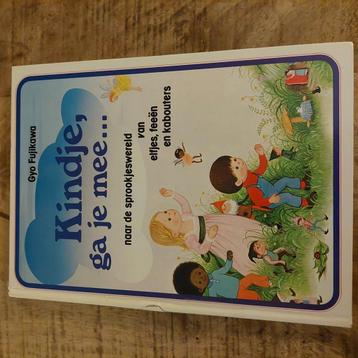 Gyo Fujikawa
Kindje,
ga je mee...
naar de sprookjeswereld
van
elfjes, feeën
en kabouters